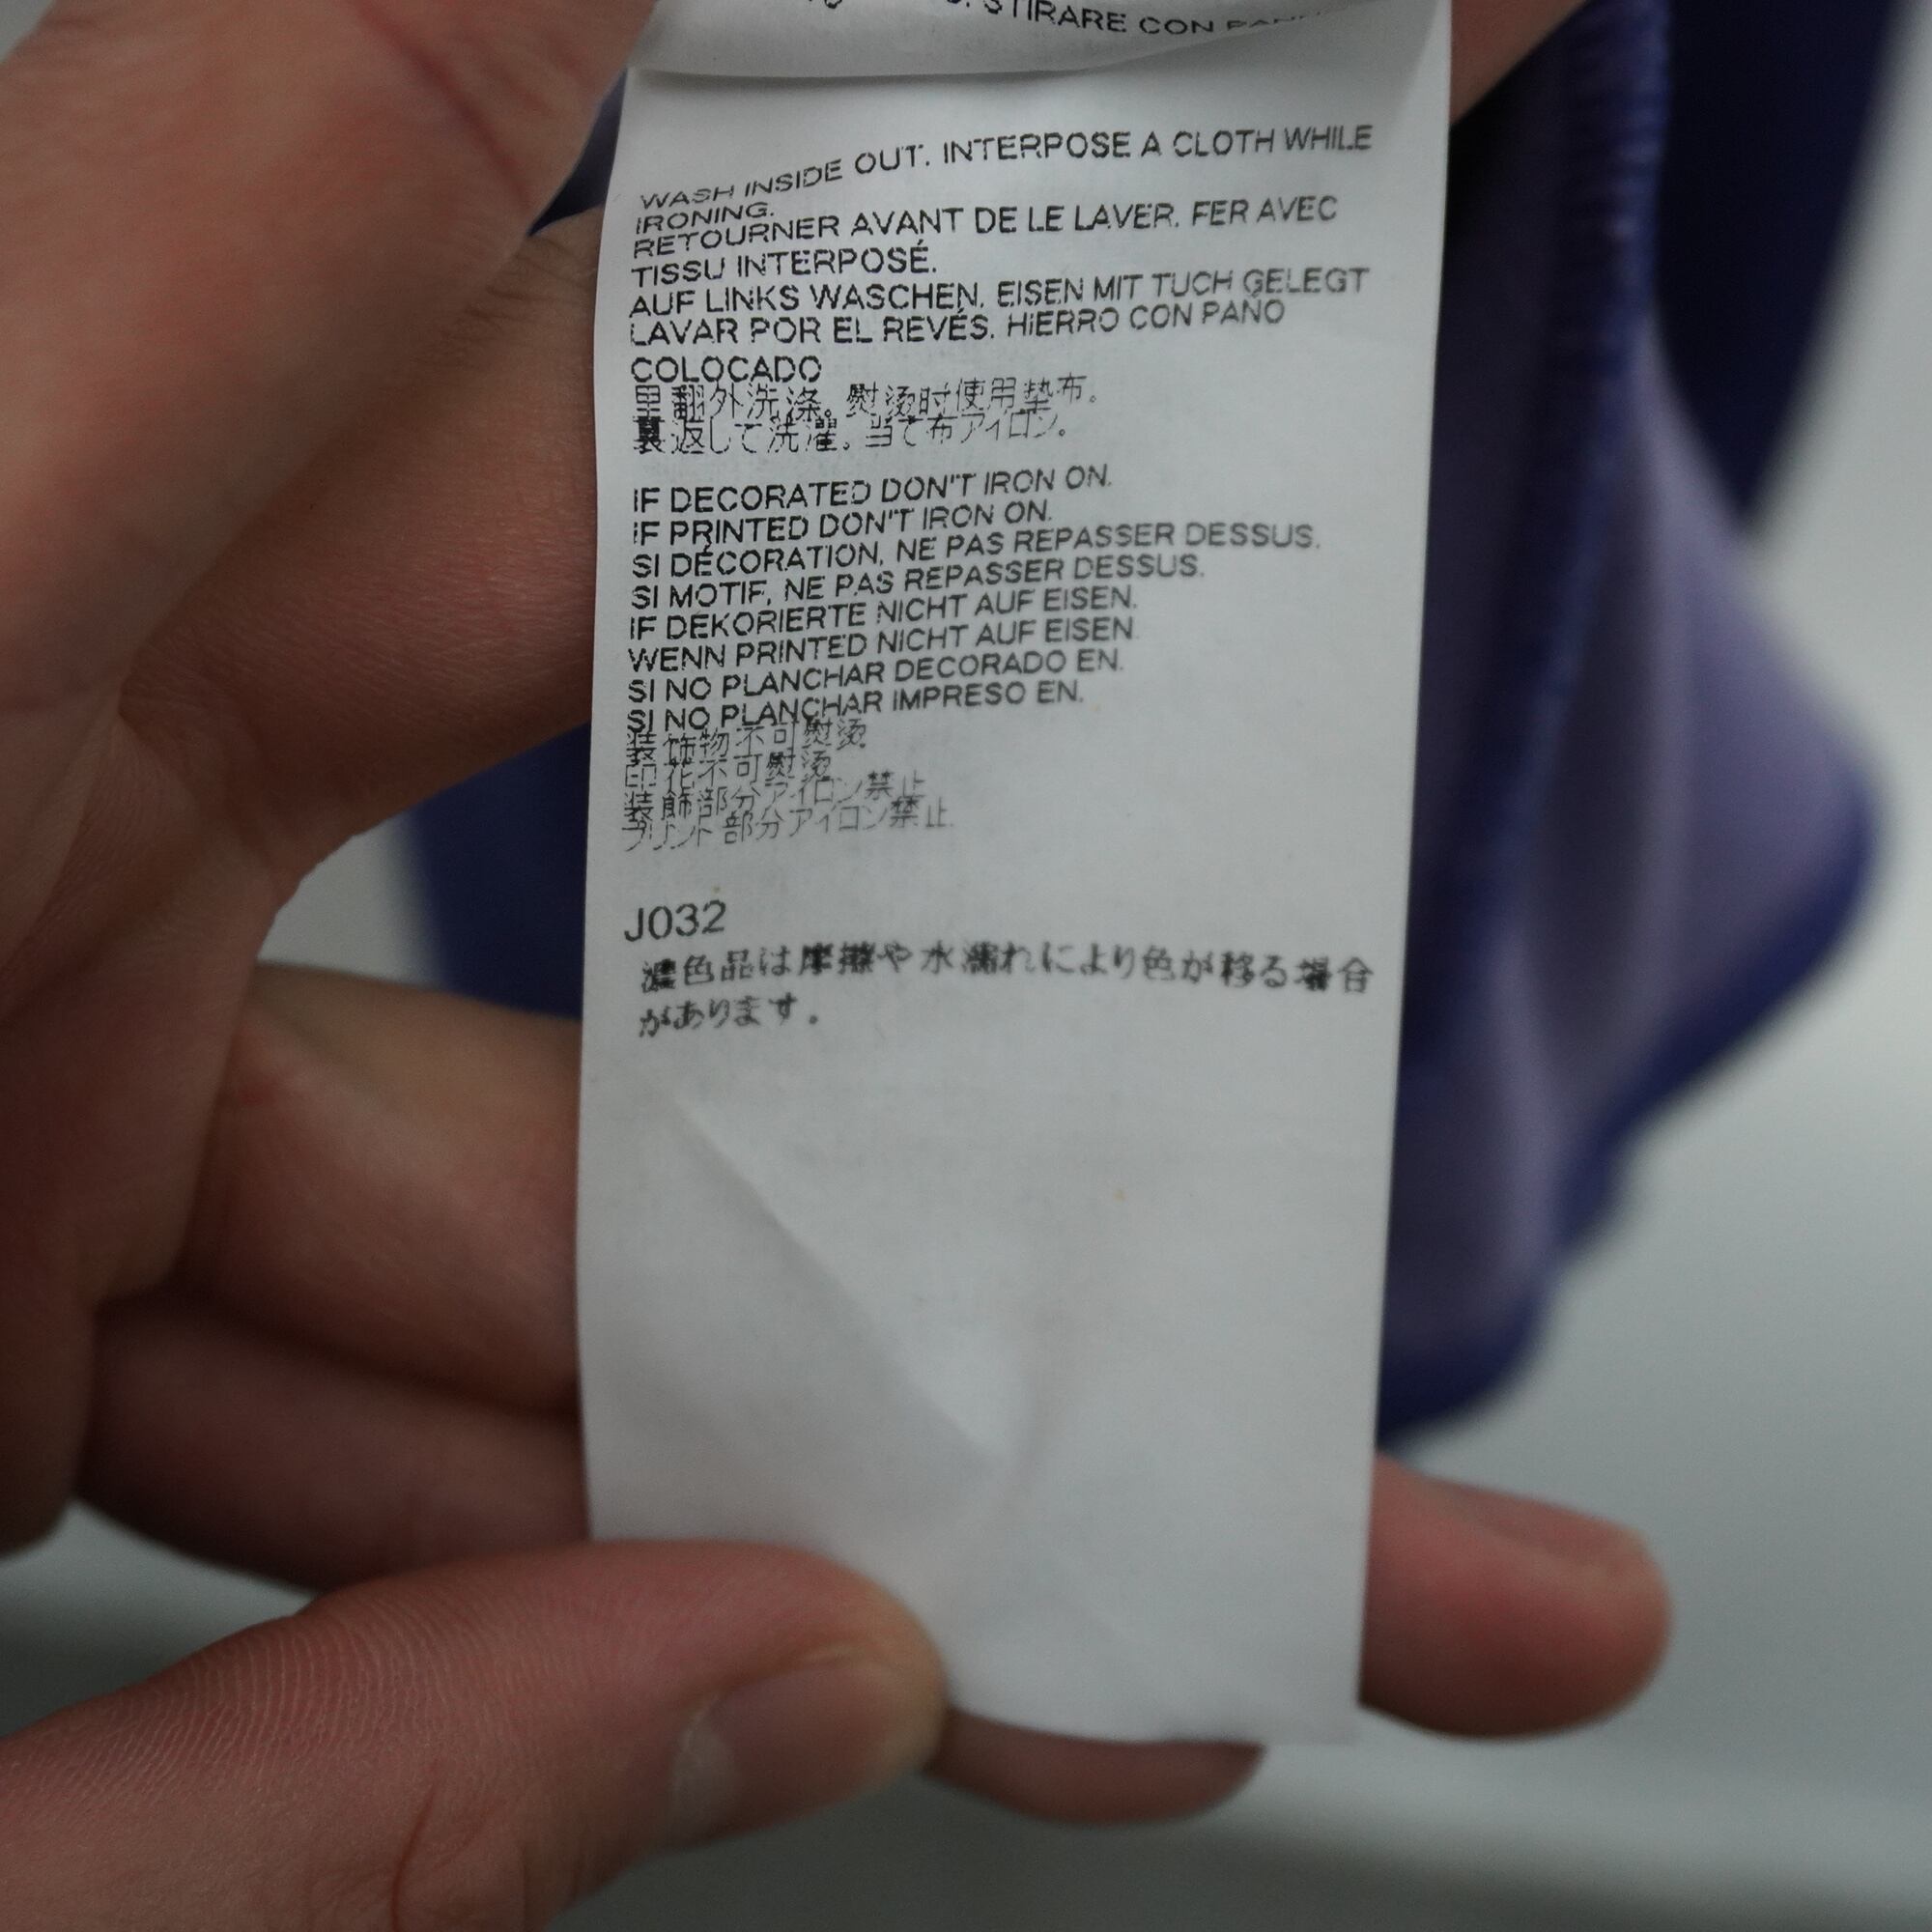 STIRARE CON
WASH INSIDE OUT. INTERPOSE A CLOTH WHILE
IRONING.
RETOURNER AVANT DE LE LAVER. FER AVEC
TISSU INTERPOSÉ.
AUF LINKS WASCHEN. EISEN MIT TUCH GELEGT
LAVAR POR EL REVÉS. HIERRO CON PAÑO
COLOCADO
里翻外洗涤。熨烫时使用垫布。
裏返して洗濯。当て布アイロン。
IF DECORATED DON'T IRON ON.
IF PRINTED DON'T IRON ON.
SI DÉCORATION, NE PAS REPASSER DESSUS.
SI MOTIF, NE PAS REPASSER DESSUS.
IF DEKORIERTE NICHT AUF EISEN.
WENN PRINTED NICHT AUF EISEN
SI NO PLANCHAR DECORADO EN.
SI NO PLANCHAR IMPRESO EN.
装饰物不可熨烫
印花不可熨烫
装飾部分アイロン禁止
プリント部分アイロン禁止
J032
濃色品は摩擦や水濡れにより色が移る場合
があります。